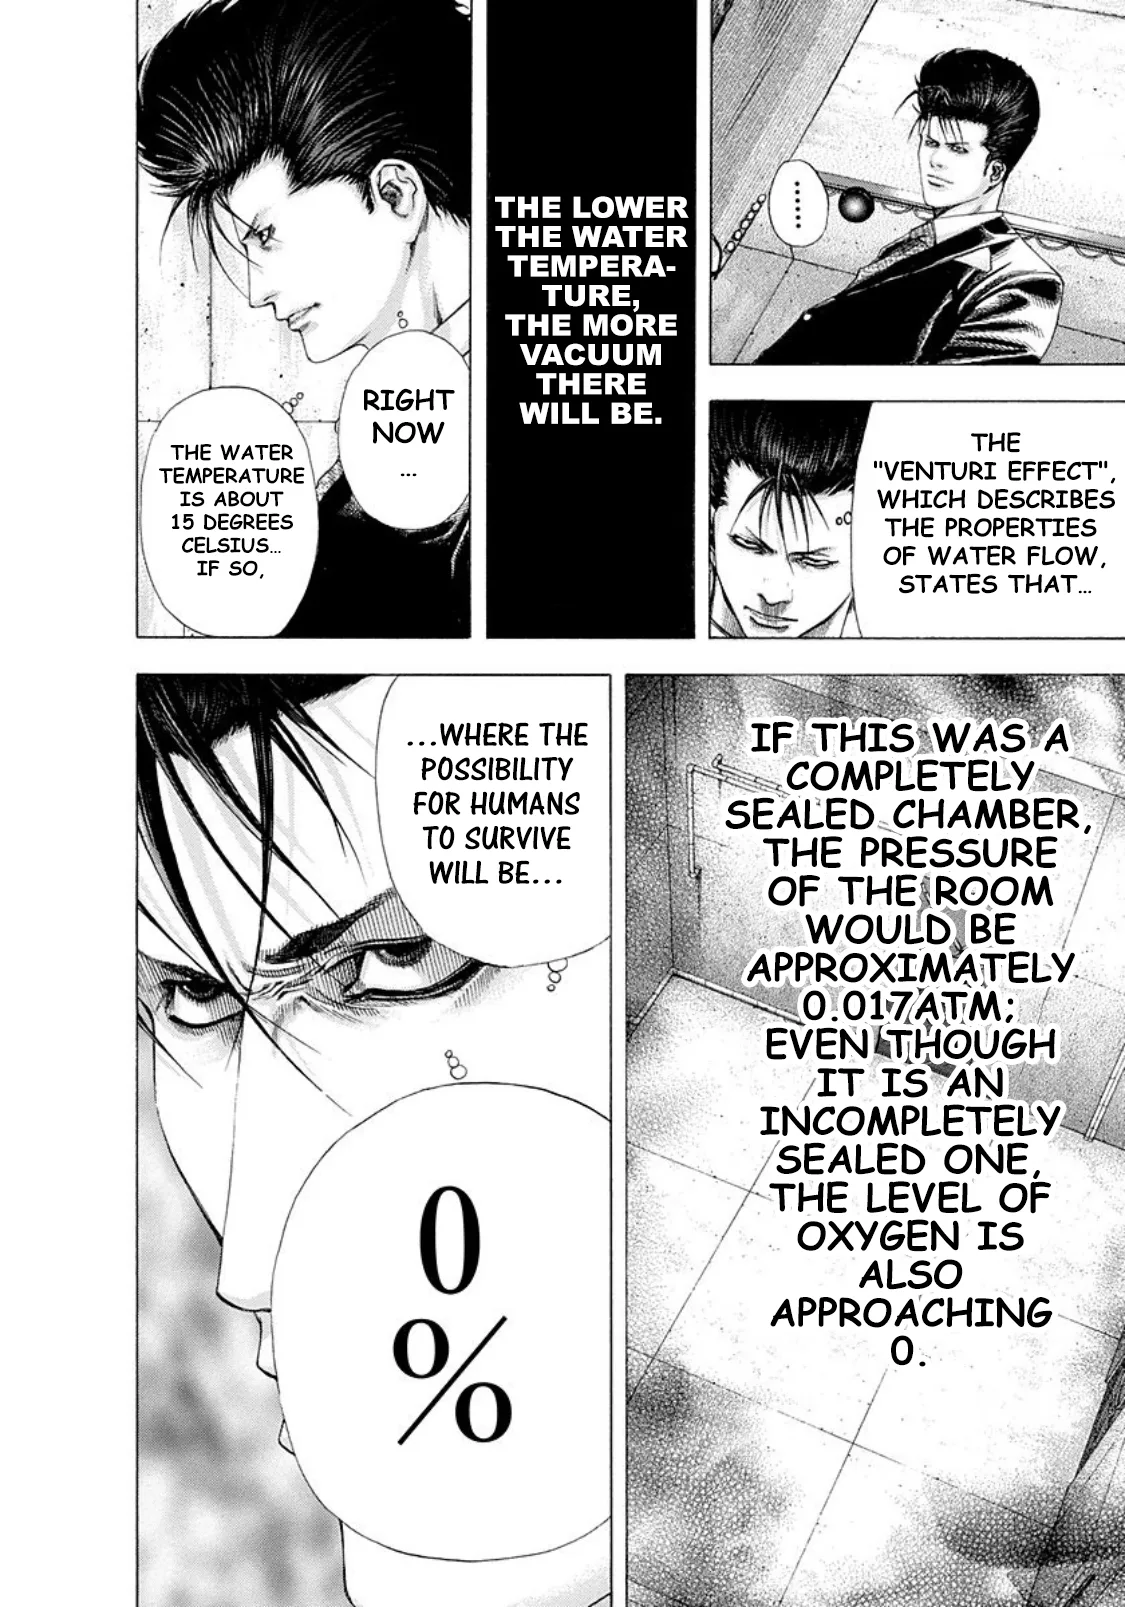 ......
THE
"VENTURI EFFECT",
WHICH DESCRIBES
THE PROPERTIES
OF WATER FLOW,
STATES THAT...
THE LOWER
THE WATER
TEMPERA-
TURE,
THE MORE
VACUUM
THERE
WILL BE.
RIGHT
NOW
...
THE WATER
TEMPERATURE
IS ABOUT
15 DEGREES
CELSIUS...
IF SO,
IF THIS WAS A
COMPLETELY
SEALED CHAMBER,
THE PRESSURE
OF THE ROOM
WOULD BE
APPROXIMATELY
0.017ATM;
EVEN THOUGH
IT IS AN
INCOMPLETELY
SEALED ONE,
THE LEVEL OF
OXYGEN IS
ALSO
APPROACHING
0.
...WHERE THE
POSSIBILITY
FOR HUMANS
TO SURVIVE
WILL BE...
0
%